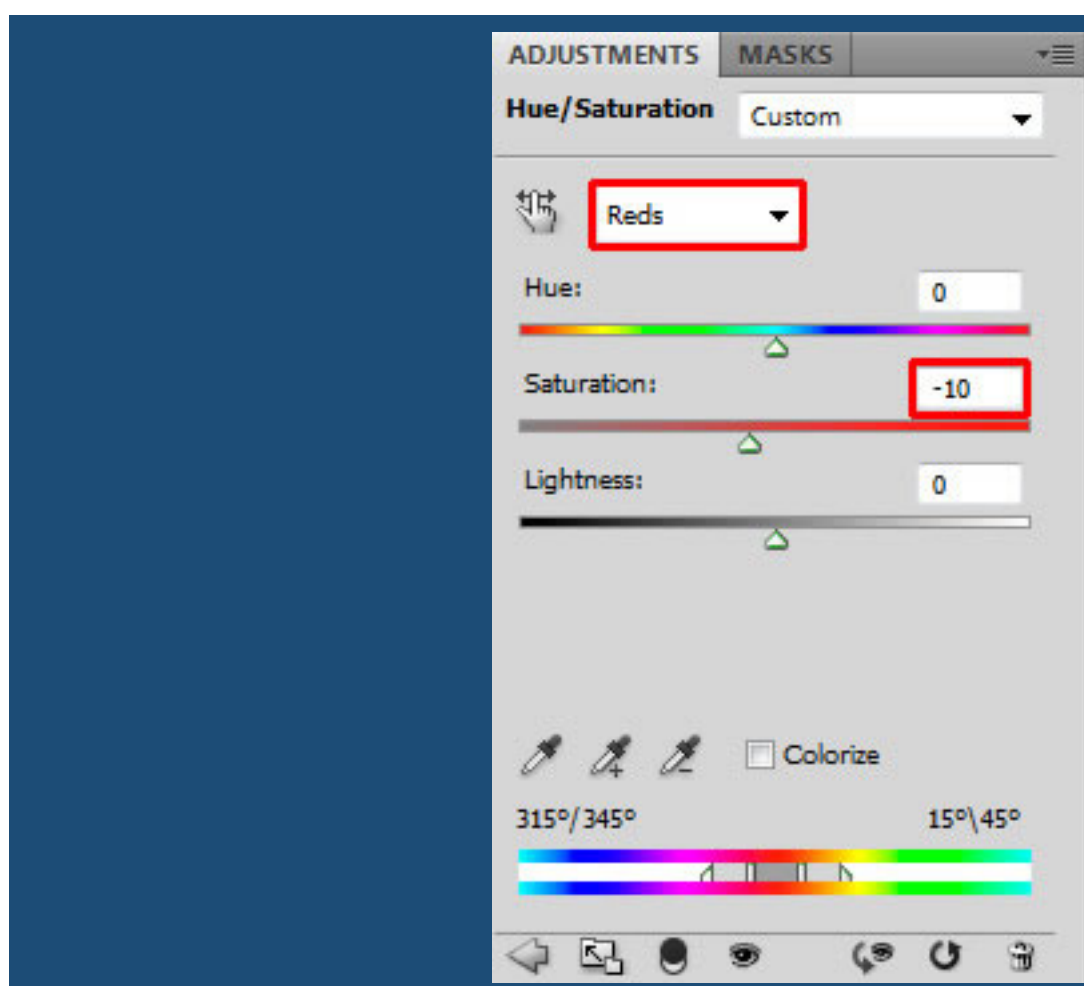 ADJUSTMENTS MASKS
Hue/Saturation Custom
Reds
Hue: 0
Saturation: -10
Lightness: 0
Colorize
315°/345° 15°\45°